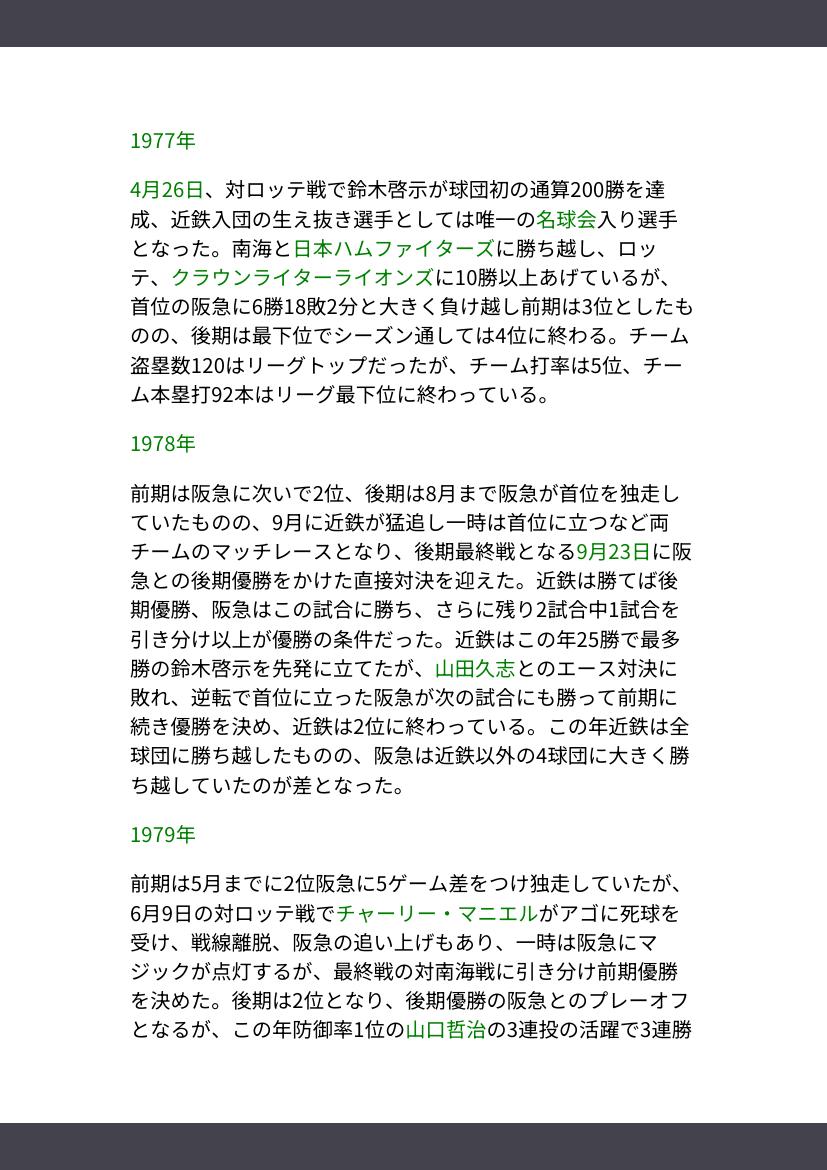 1977年
4月26日、対ロッテ戦で鈴木啓示が球団初の通算200勝を達
成、近鉄入団の生え抜き選手としては唯一の名球会入り選手
となった。南海と日本ハムファイターズに勝ち越し、ロッ
テ、クラウンライターライオンズに10勝以上あげているが、
首位の阪急に6勝18敗2分と大きく負け越し前期は3位としたも
のの、後期は最下位でシーズン通しては4位に終わる。チーム
盗塁数120はリーグトップだったが、チーム打率は5位、チー
ム本塁打92本はリーグ最下位に終わっている。
1978年
前期は阪急に次いで2位、後期は8月まで阪急が首位を独走し
ていたものの、9月に近鉄が猛追し一時は首位に立つなど両
チームのマッチレースとなり、後期最終戦となる9月23日に阪
急との後期優勝をかけた直接対決を迎えた。近鉄は勝てば後
期優勝、阪急はこの試合に勝ち、さらに残り2試合中1試合を
引き分け以上が優勝の条件だった。近鉄はこの年25勝で最多
勝の鈴木啓示を先発に立てたが、山田久志とのエース対決に
敗れ、逆転で首位に立った阪急が次の試合にも勝って前期に
続き優勝を決め、近鉄は2位に終わっている。この年近鉄は全
球団に勝ち越したものの、阪急は近鉄以外の4球団に大きく勝
ち越していたのが差となった。
1979年
前期は5月までに2位阪急に5ゲーム差をつけ独走していたが、
6月9日の対ロッテ戦でチャーリー・マニエルがアゴに死球を
受け、戦線離脱、阪急の追い上げもあり、一時は阪急にマ
ジックが点灯するが、最終戦の対南海戦に引き分け前期優勝
を決めた。後期は2位となり、後期優勝の阪急とのプレーオフ
となるが、この年防御率1位の山口哲治の3連投の活躍で3連勝